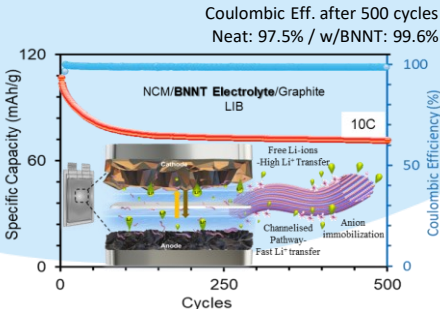 Coulombic Eff. after 500 cycles
Neat: 97.5% / w/BNNT: 99.6%
120
100
NCM/BNNT Electrolyte/Graphite
LIB
10C
Specific Capacity (mAh/g)
Coulombic Efficiency (%)
Free Li-ions
-High Li⁺ Transfer
Cathode
60
50
Channelised
Pathway-
Fast Li⁺ transfer
Anion
immobilization
Anode
0
0
0
250
500
Cycles